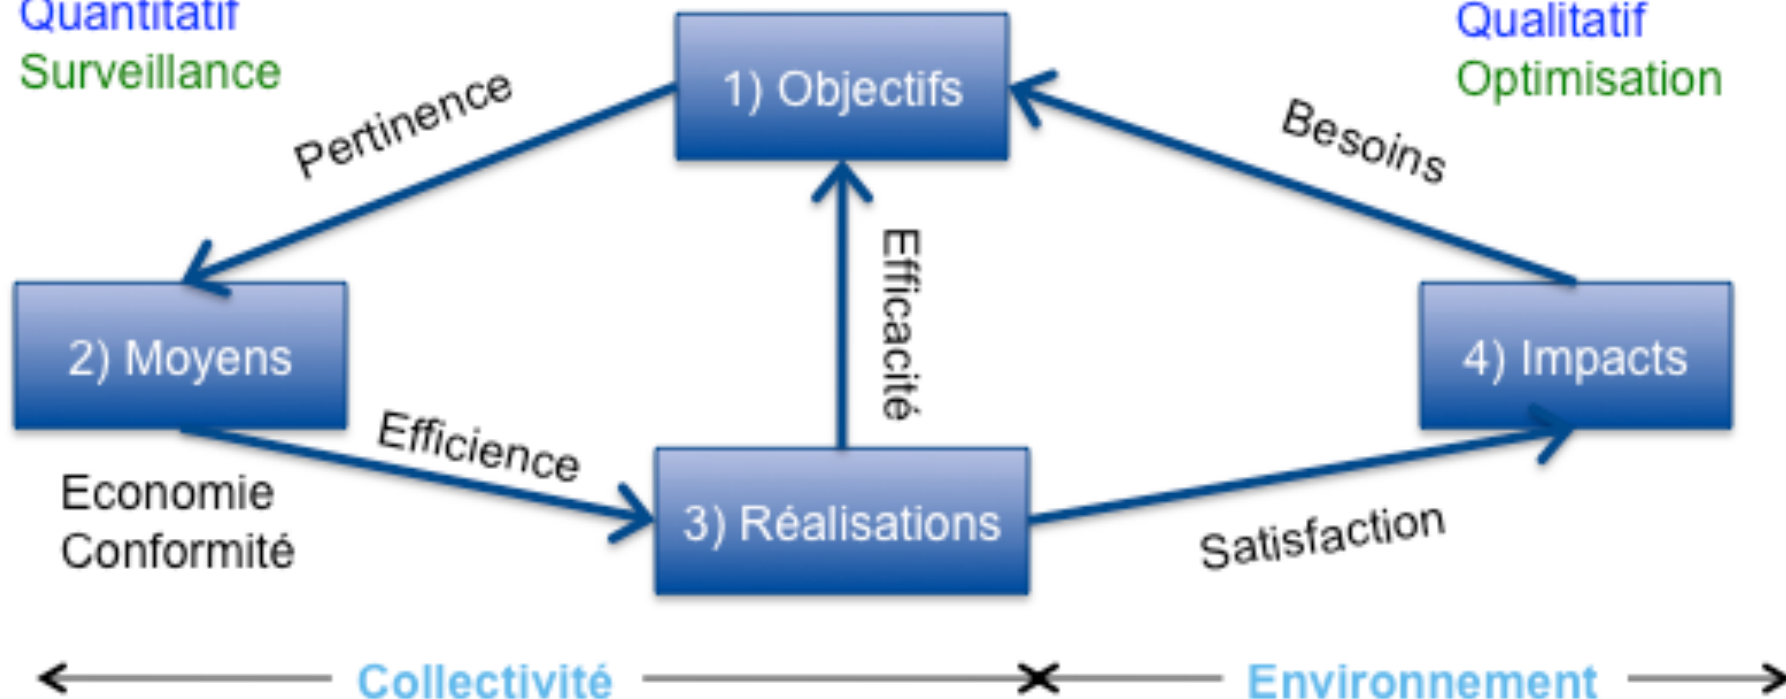 Quantitatif
Surveillance
Qualitatif
Optimisation
1) Objectifs
Pertinence
Besoins
Efficacité
2) Moyens
4) Impacts
Efficience
Economie
Conformité
3) Réalisations
Satisfaction
Collectivité
Environnement